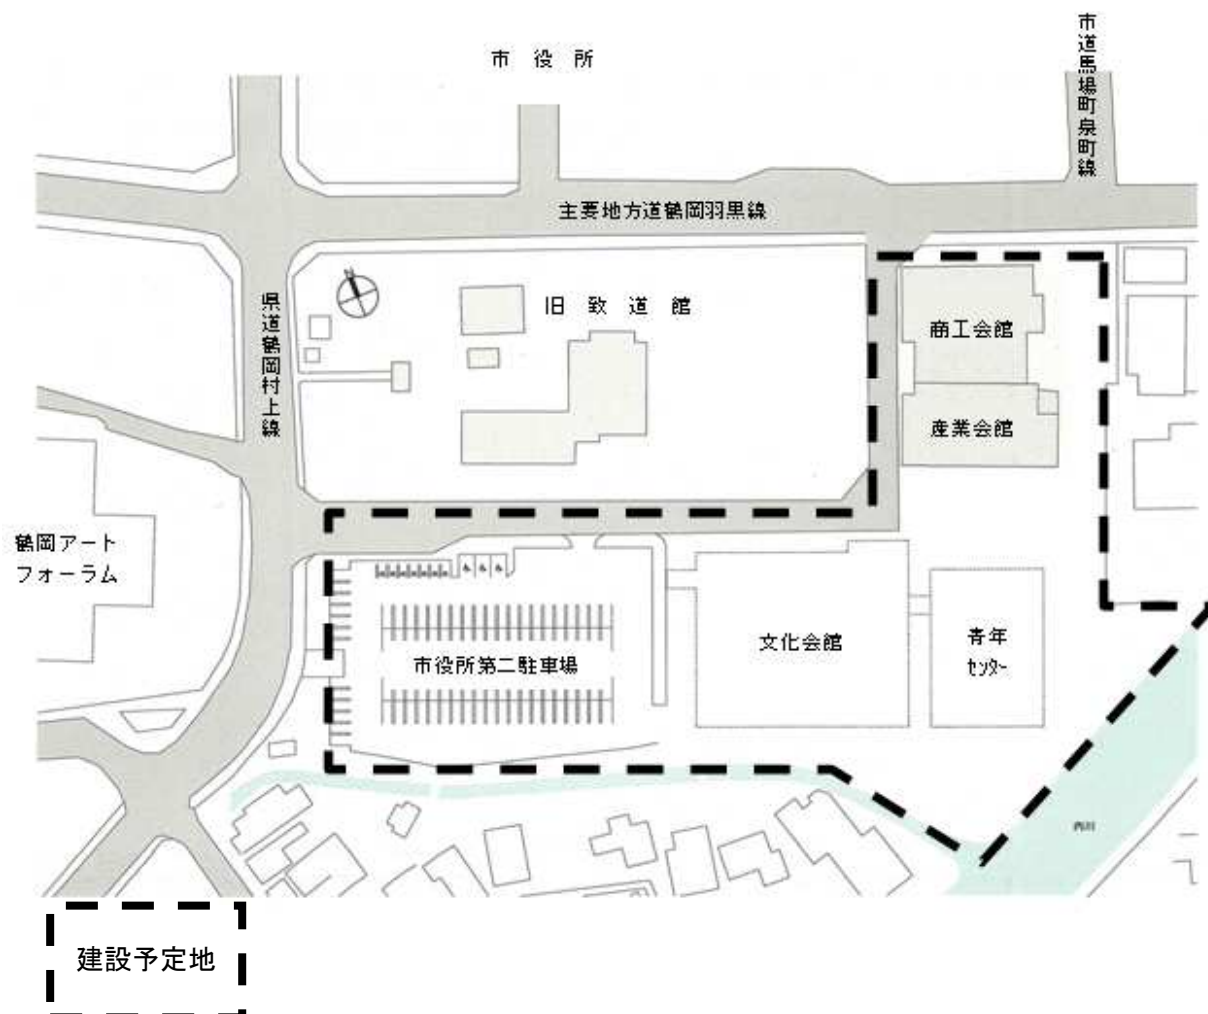 市役所
市道馬場町泉町線
主要地方道鶴岡羽黒線
県道鶴岡村上線
N
旧致道館
商工会館
産業会館
鶴岡アート
フォーラム
市役所第二駐車場
文化会館
青年
センター
内川
建設予定地